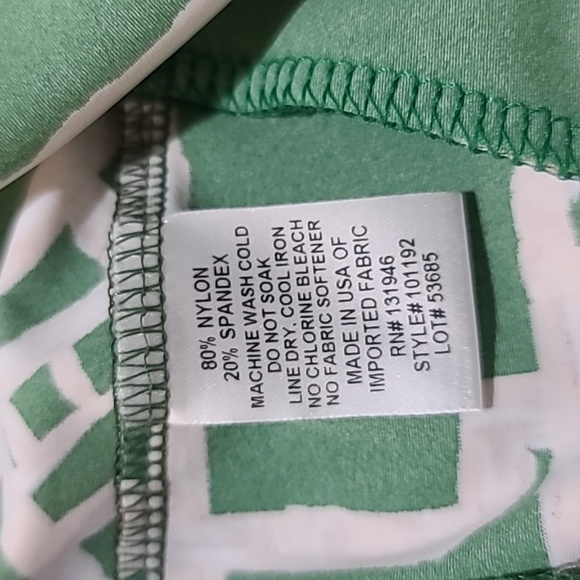 80% NYLON
20% SPANDEX
MACHINE WASH COLD
DO NOT SOAK
LINE DRY, COOL IRON
NO CHLORINE BLEACH
NO FABRIC SOFTENER
MADE IN USA OF
IMPORTED FABRIC
RN# 131946
STYLE# 101192
LOT# 53685